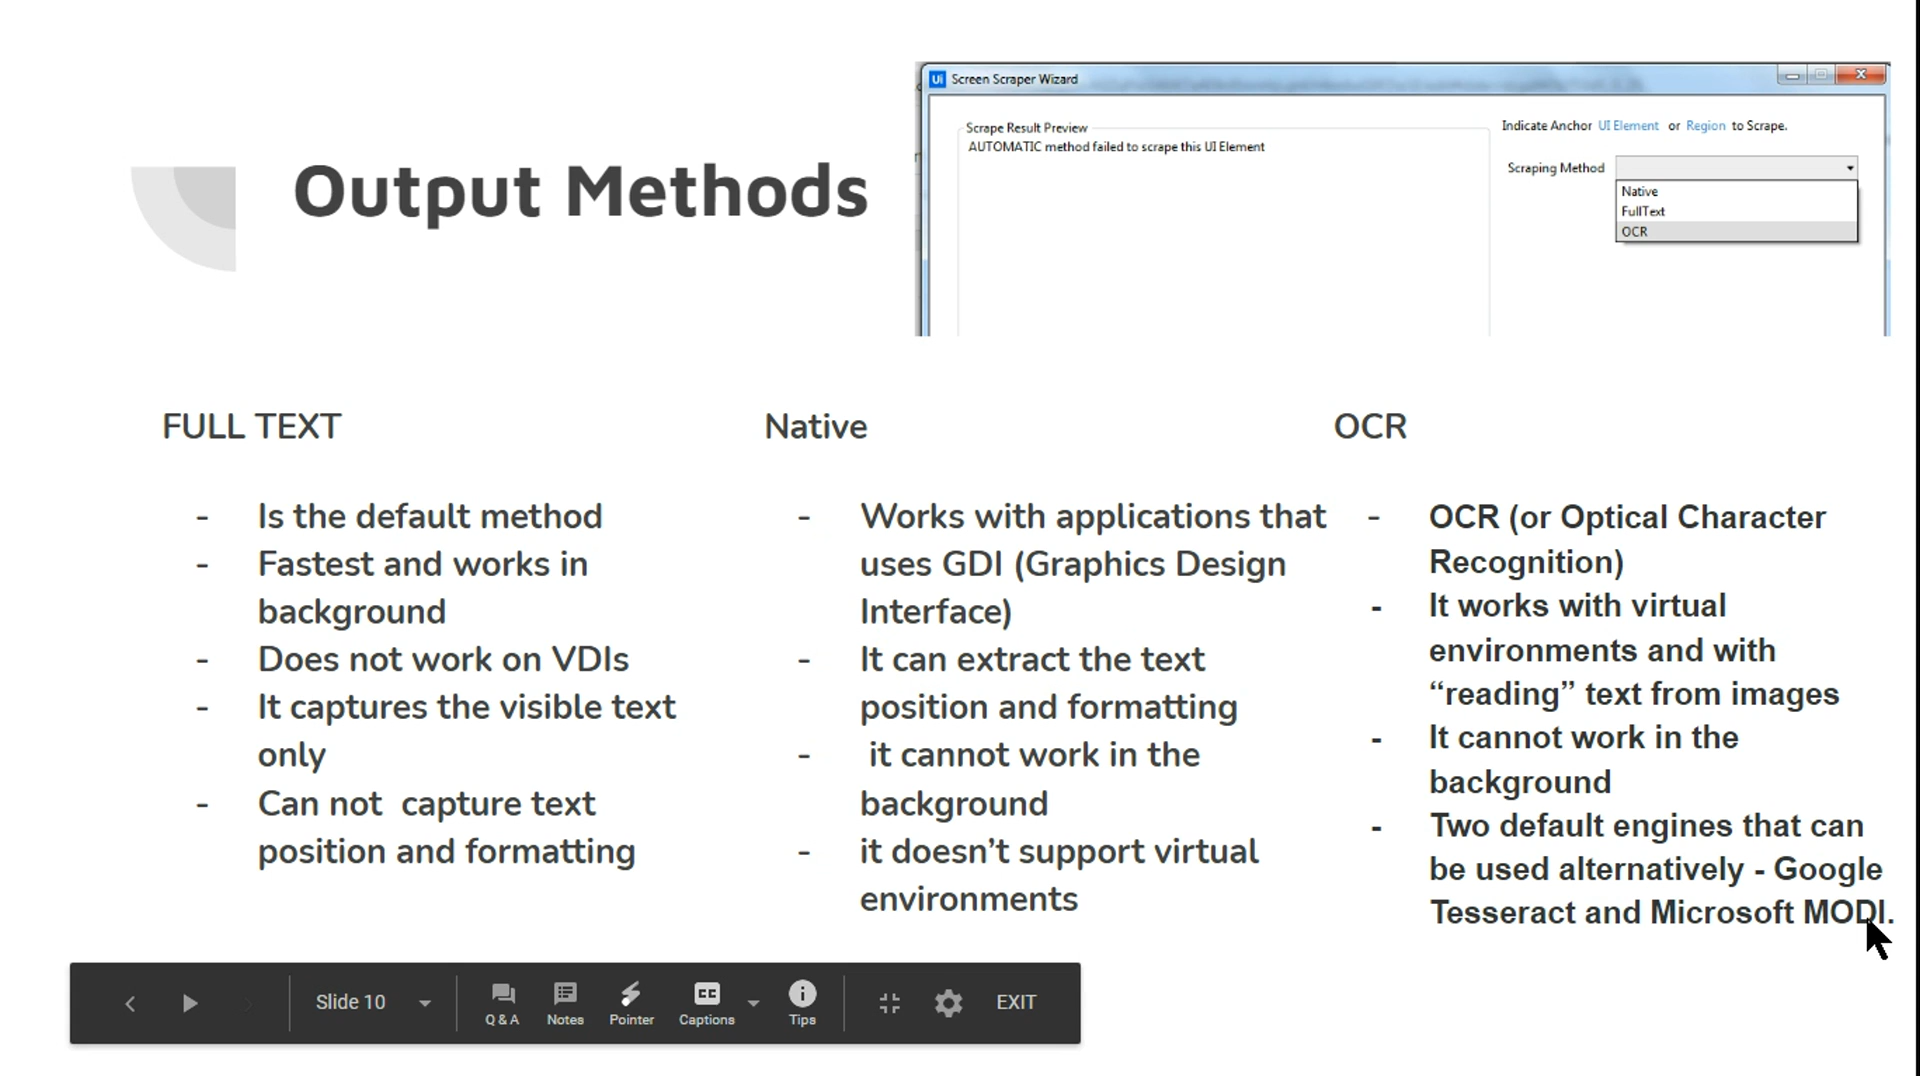 Output Methods
Ui Screen Scraper Wizard
Scrape Result Preview
AUTOMATIC method failed to scrape this UI Element
Indicate Anchor UI Element or Region to Scrape.
Scraping Method
Native
FullText
OCR
FULL TEXT
- Is the default method
- Fastest and works in
background
- Does not work on VDIs
- It captures the visible text
only
- Can not capture text
position and formatting
Native
- Works with applications that
uses GDI (Graphics Design
Interface)
- It can extract the text
position and formatting
- it cannot work in the
background
- it doesn't support virtual
environments
OCR
- OCR (or Optical Character
Recognition)
- It works with virtual
environments and with
“reading” text from images
- It cannot work in the
background
- Two default engines that can
be used alternatively - Google
Tesseract and Microsoft MODI.
Slide 10
Q & A
Notes
Pointer
CC
Captions
Tips
EXIT